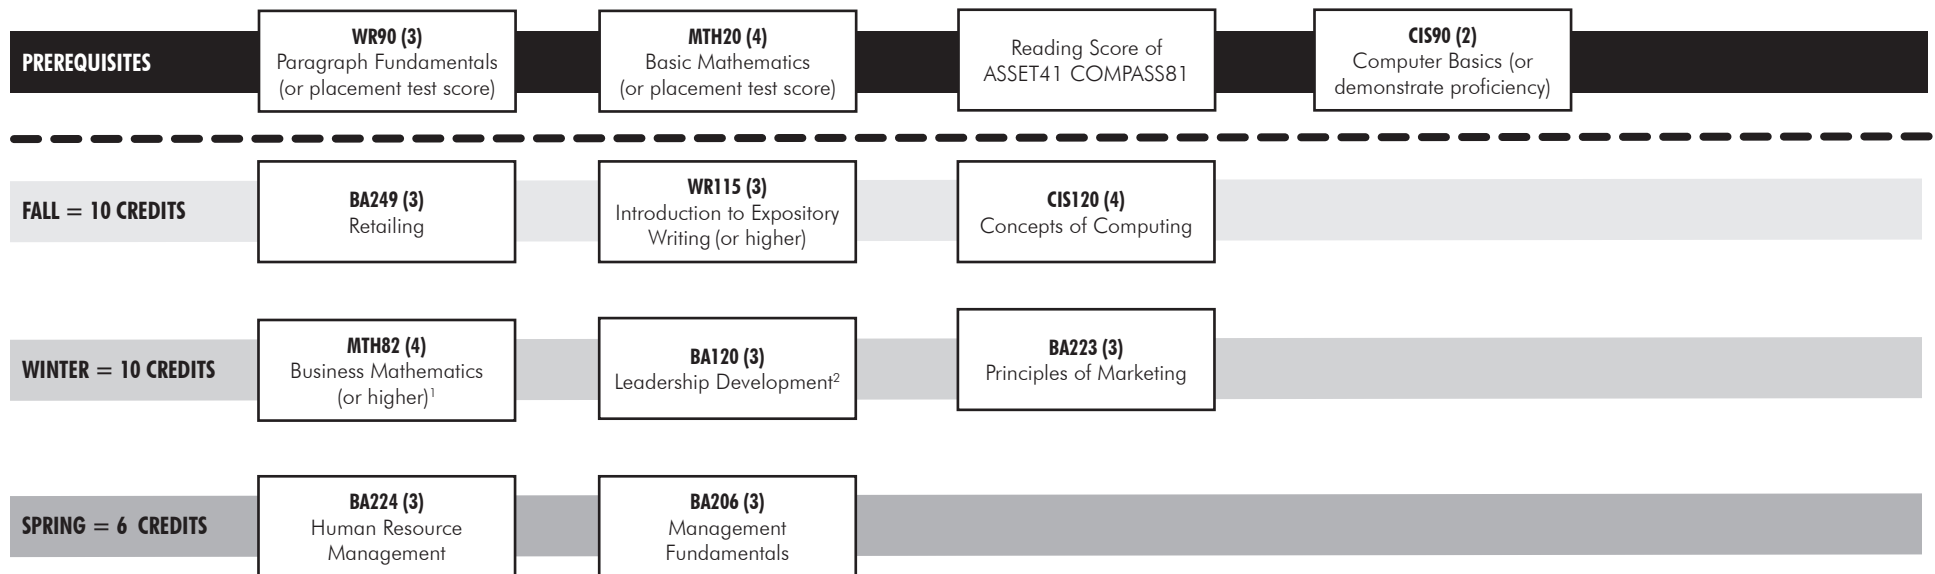 PREREQUISITES
WR90 (3)
Paragraph Fundamentals
(or placement test score)
MTH20 (4)
Basic Mathematics
(or placement test score)
Reading Score of
ASSET41 COMPASS81
CIS90 (2)
Computer Basics (or
demonstrate proficiency)
FALL = 10 CREDITS
BA249 (3)
Retailing
WR115 (3)
Introduction to Expository
Writing (or higher)
CIS120 (4)
Concepts of Computing
WINTER = 10 CREDITS
MTH82 (4)
Business Mathematics
(or higher)¹
BA120 (3)
Leadership Development²
BA223 (3)
Principles of Marketing
SPRING = 6 CREDITS
BA224 (3)
Human Resource
Management
BA206 (3)
Management
Fundamentals